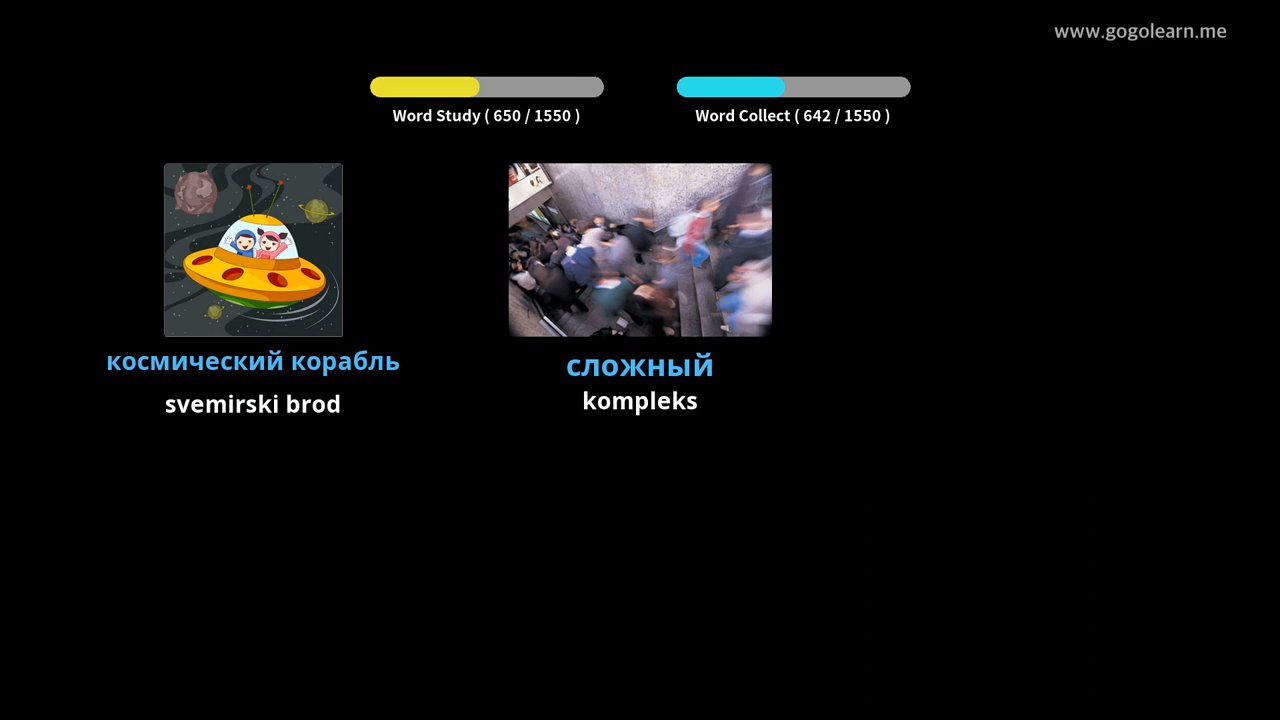 www.gogolearn.me
Word Study ( 650 / 1550 )
Word Collect ( 642 / 1550 )
космический корабль
svemirski brod
сложный
kompleks